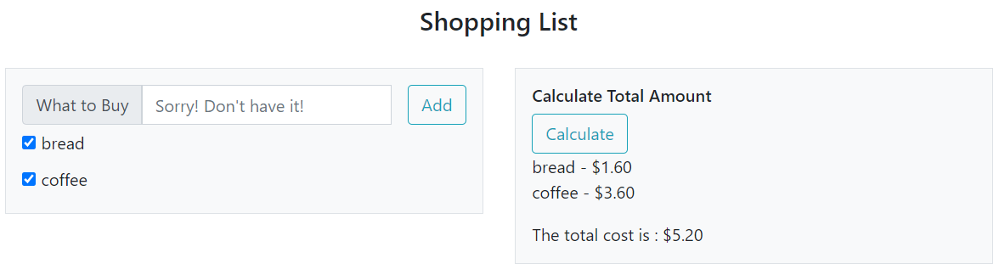 Shopping List
What to Buy Sorry! Don't have it! Add
bread
coffee
Calculate Total Amount
Calculate
bread - $1.60
coffee - $3.60
The total cost is : $5.20